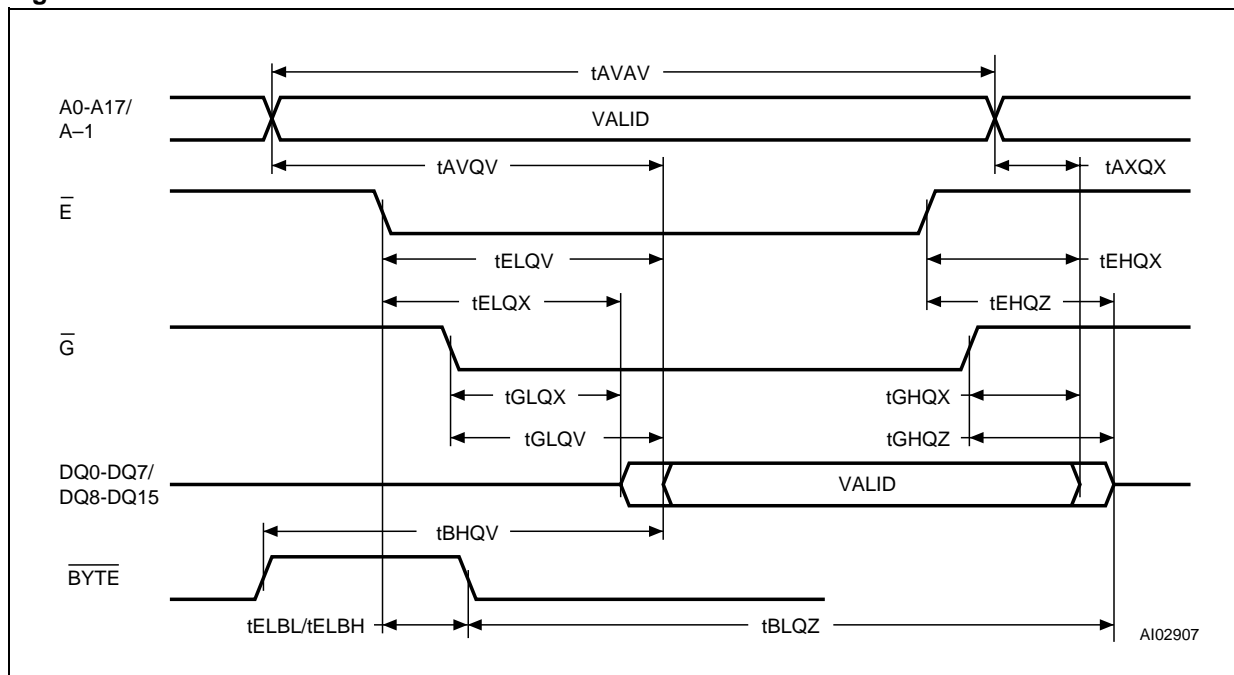 tAVAV
A0-A17/
A–1
VALID
tAVQV
tAXQX
E̅
tELQV
tEHQX
tELQX
tEHQZ
G̅
tGLQX
tGHQX
tGLQV
tGHQZ
DQ0-DQ7/
DQ8-DQ15
VALID
tBHQV
B̅Y̅T̅E̅
tELBL/tELBH
tBLQZ
AI02907